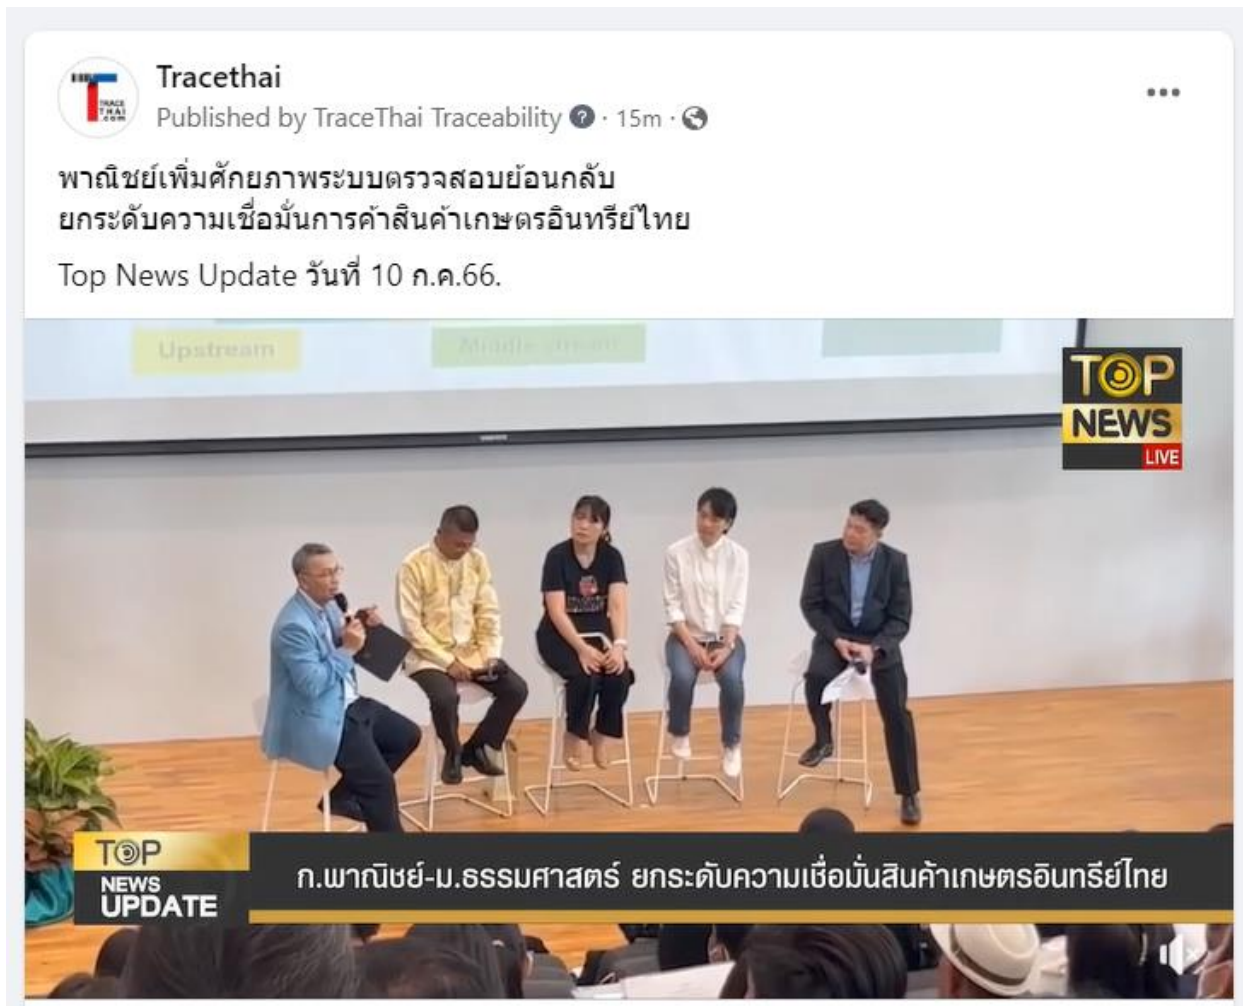 TRACE
THAI
.com
Tracethai
Published by TraceThai Traceability ? · 15m ·
พาณิชย์เพิ่มศักยภาพระบบตรวจสอบย้อนกลับ
ยกระดับความเชื่อมั่นการค้าสินค้าเกษตรอินทรีย์ไทย
Top News Update วันที่ 10 ก.ค.66.
Upstream
Middle stream
TOP
NEWS
LIVE
TOP
NEWS
UPDATE
ก.พาณิชย์-ม.ธรรมศาสตร์ ยกระดับความเชื่อมั่นสินค้าเกษตรอินทรีย์ไทย